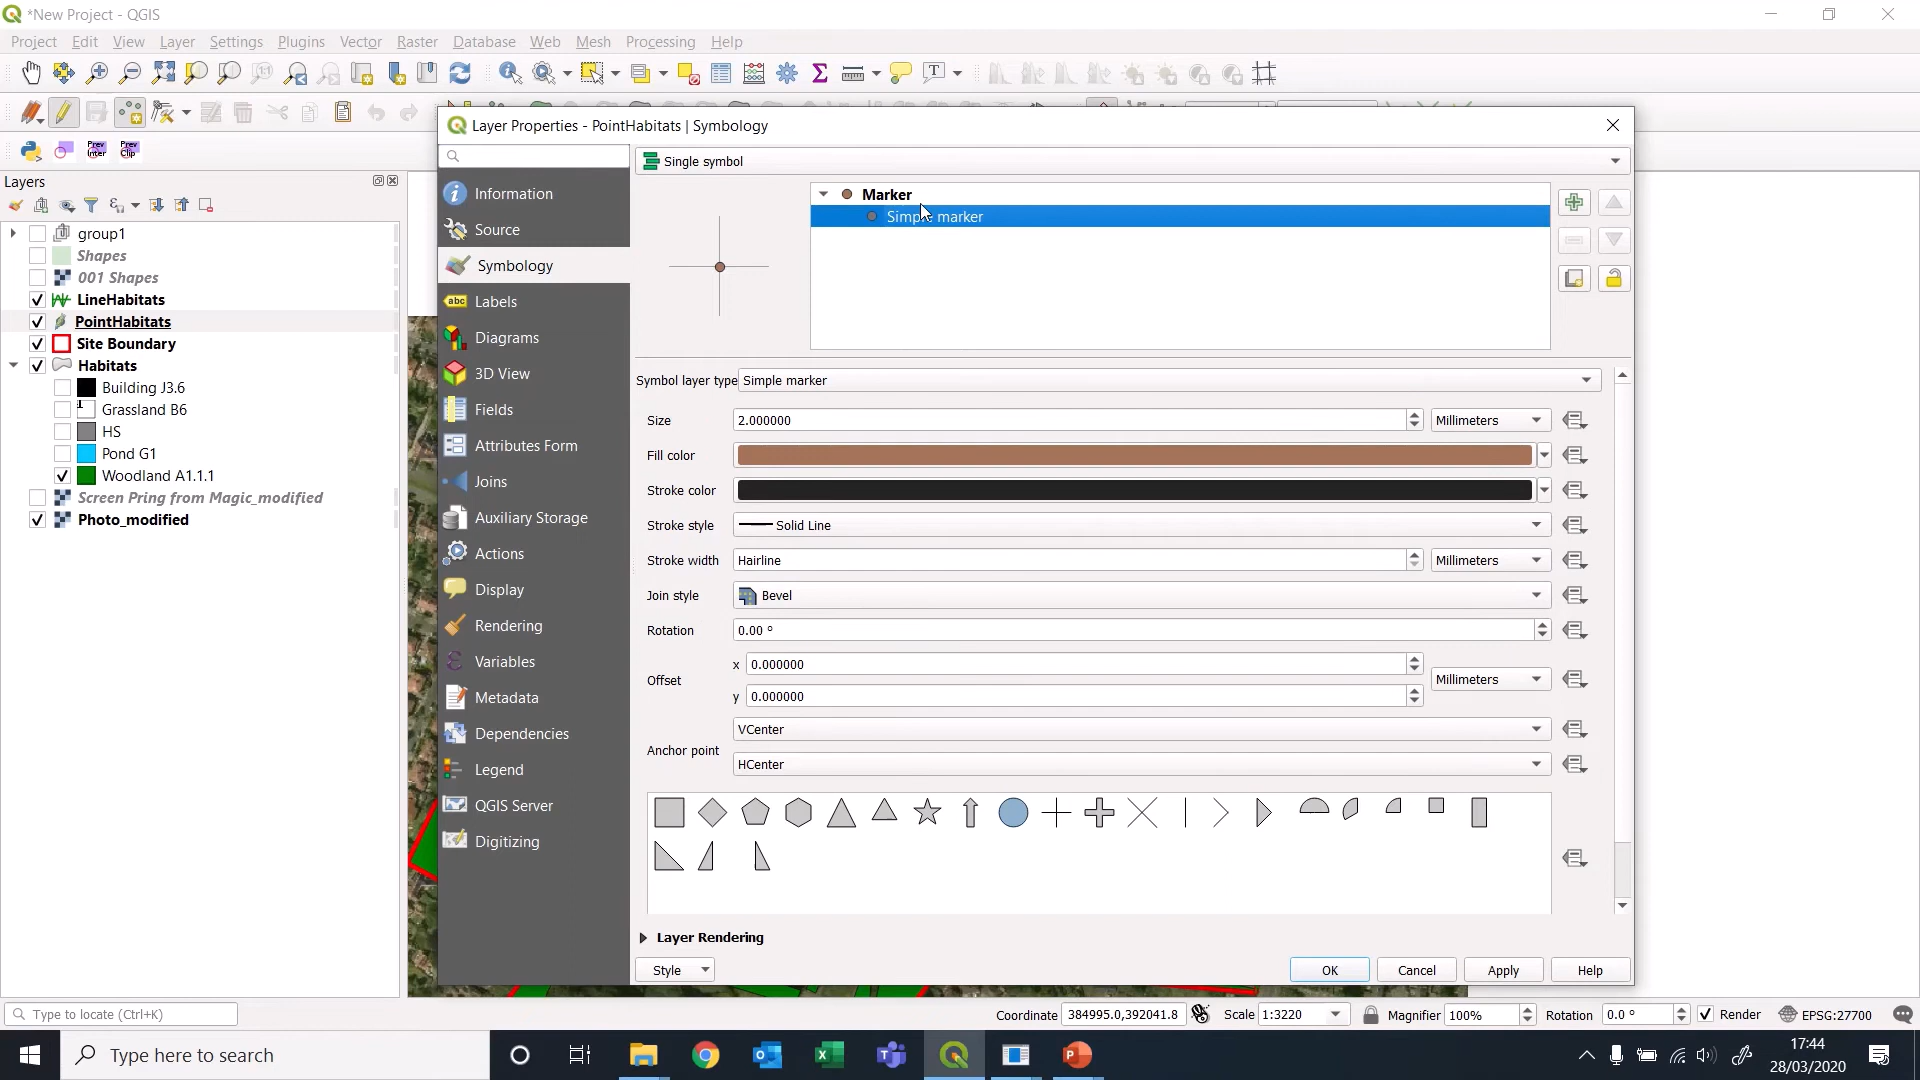 *New Project - QGIS
Project Edit View Layer Settings Plugins Vector Raster Database Web Mesh Processing Help
Prev Inter
Prev Clip
Layers
group1
Shapes
001 Shapes
LineHabitats
PointHabitats
Site Boundary
Habitats
Building J3.6
Grassland B6
HS
Pond G1
Woodland A1.1.1
Screen Pring from Magic_modified
Photo_modified
Layer Properties - PointHabitats | Symbology
Information
Source
Symbology
abc Labels
Diagrams
3D View
Fields
Attributes Form
Joins
Auxiliary Storage
Actions
Display
Rendering
Variables
Metadata
Dependencies
Legend
QGIS Server
Digitizing
Single symbol
Marker
Simple marker
Symbol layer type Simple marker
Size 2.000000 Millimeters
Fill color
Stroke color
Stroke style Solid Line
Stroke width Hairline Millimeters
Join style Bevel
Rotation 0.00 °
Offset x 0.000000 Millimeters
y 0.000000
Anchor point VCenter
HCenter
Layer Rendering
Style OK Cancel Apply Help
Type to locate (Ctrl+K) Coordinate 384995.0,392041.8 Scale 1:3220 Magnifier 100% Rotation 0.0 ° Render EPSG:27700
Type here to search
17:44
28/03/2020